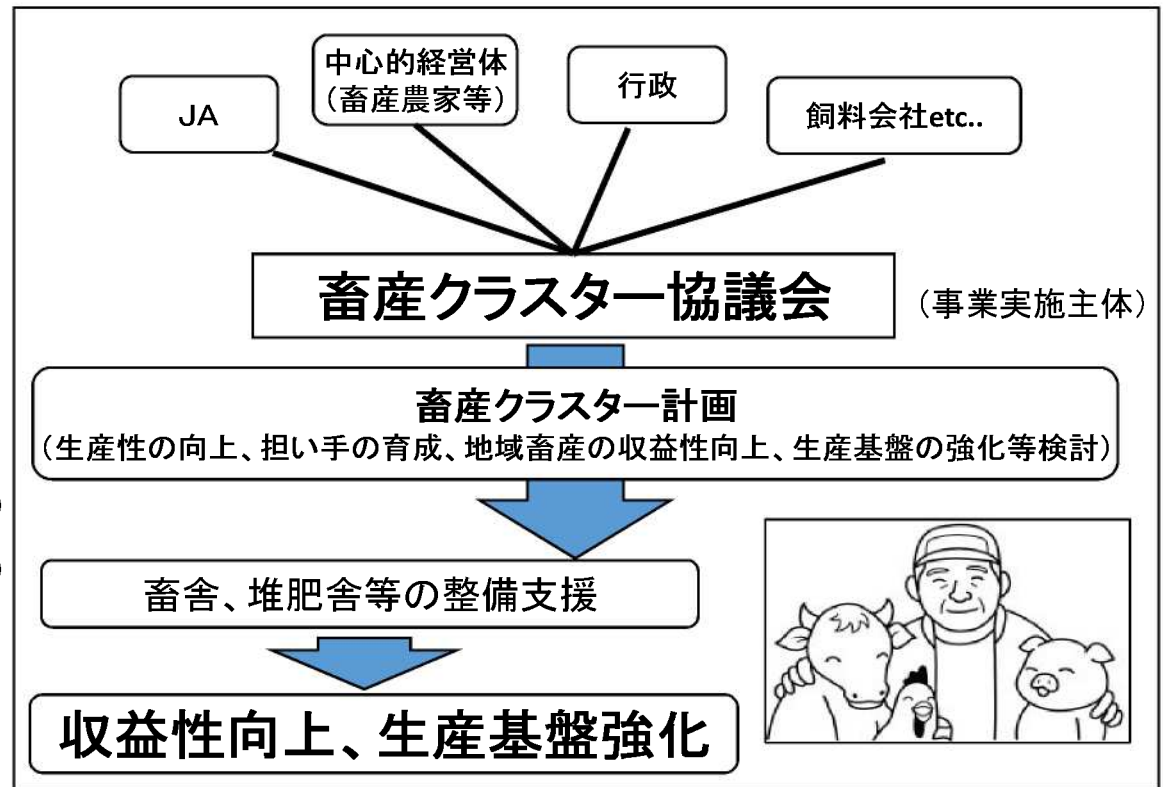 JA
中心的経営体
（畜産農家等）
行政
飼料会社etc..
畜産クラスター協議会
（事業実施主体）
畜産クラスター計画
（生産性の向上、担い手の育成、地域畜産の収益性向上、生産基盤の強化等検討）
畜舎、堆肥舎等の整備支援
収益性向上、生産基盤強化